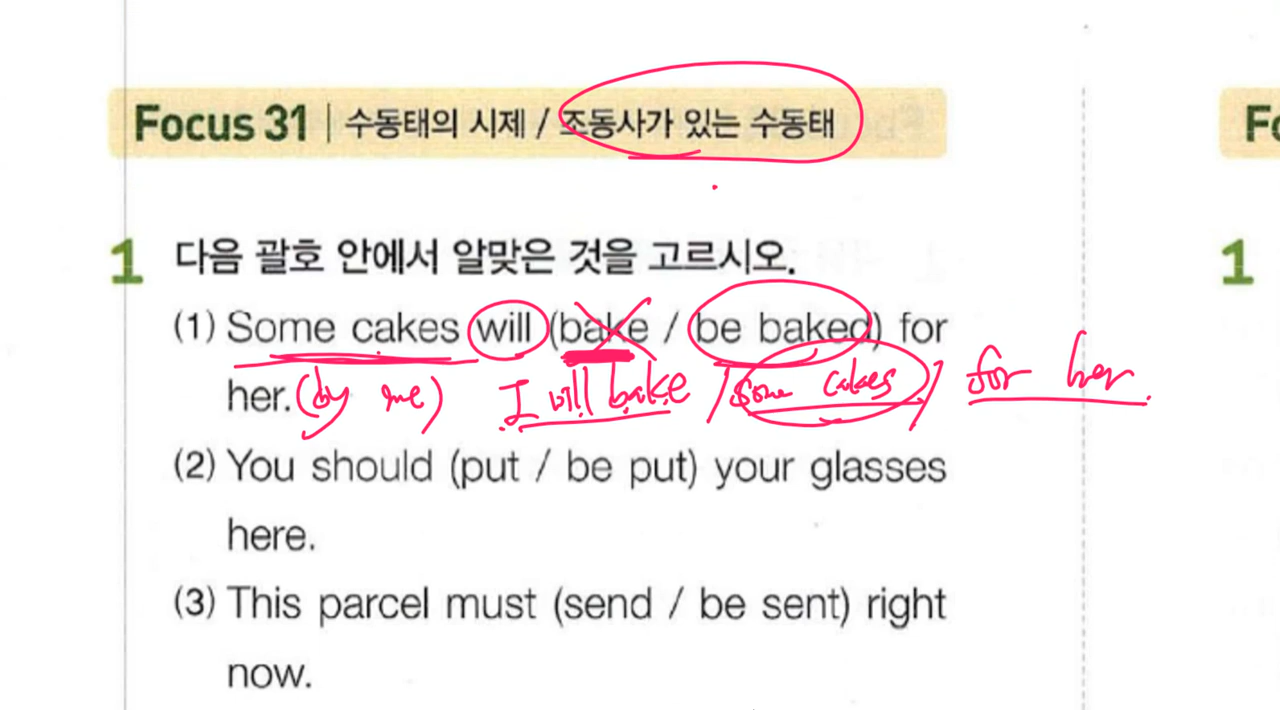 Focus 31 | 수동태의 시제 / 조동사가 있는 수동태
1 다음 괄호 안에서 알맞은 것을 고르시오.
(1) Some cakes will (bake / be baked) for
her. (by me) I will bake / some cakes / for her
(2) You should (put / be put) your glasses
here.
(3) This parcel must (send / be sent) right
now.
Fo
1